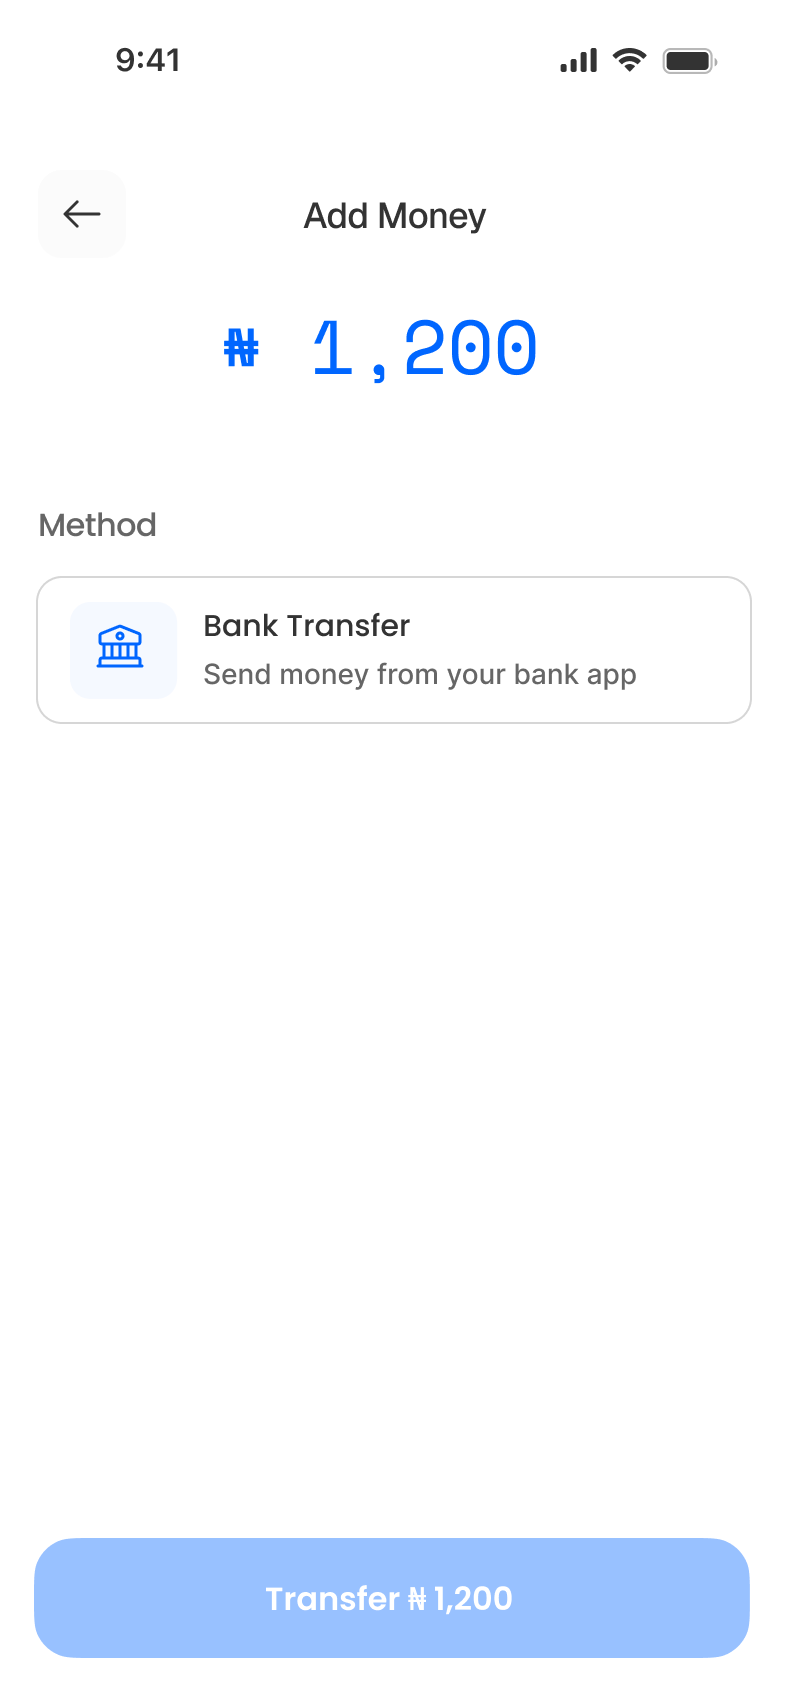 9:41
Add Money
₦ 1,200
Method
Bank Transfer
Send money from your bank app
Transfer ₦ 1,200